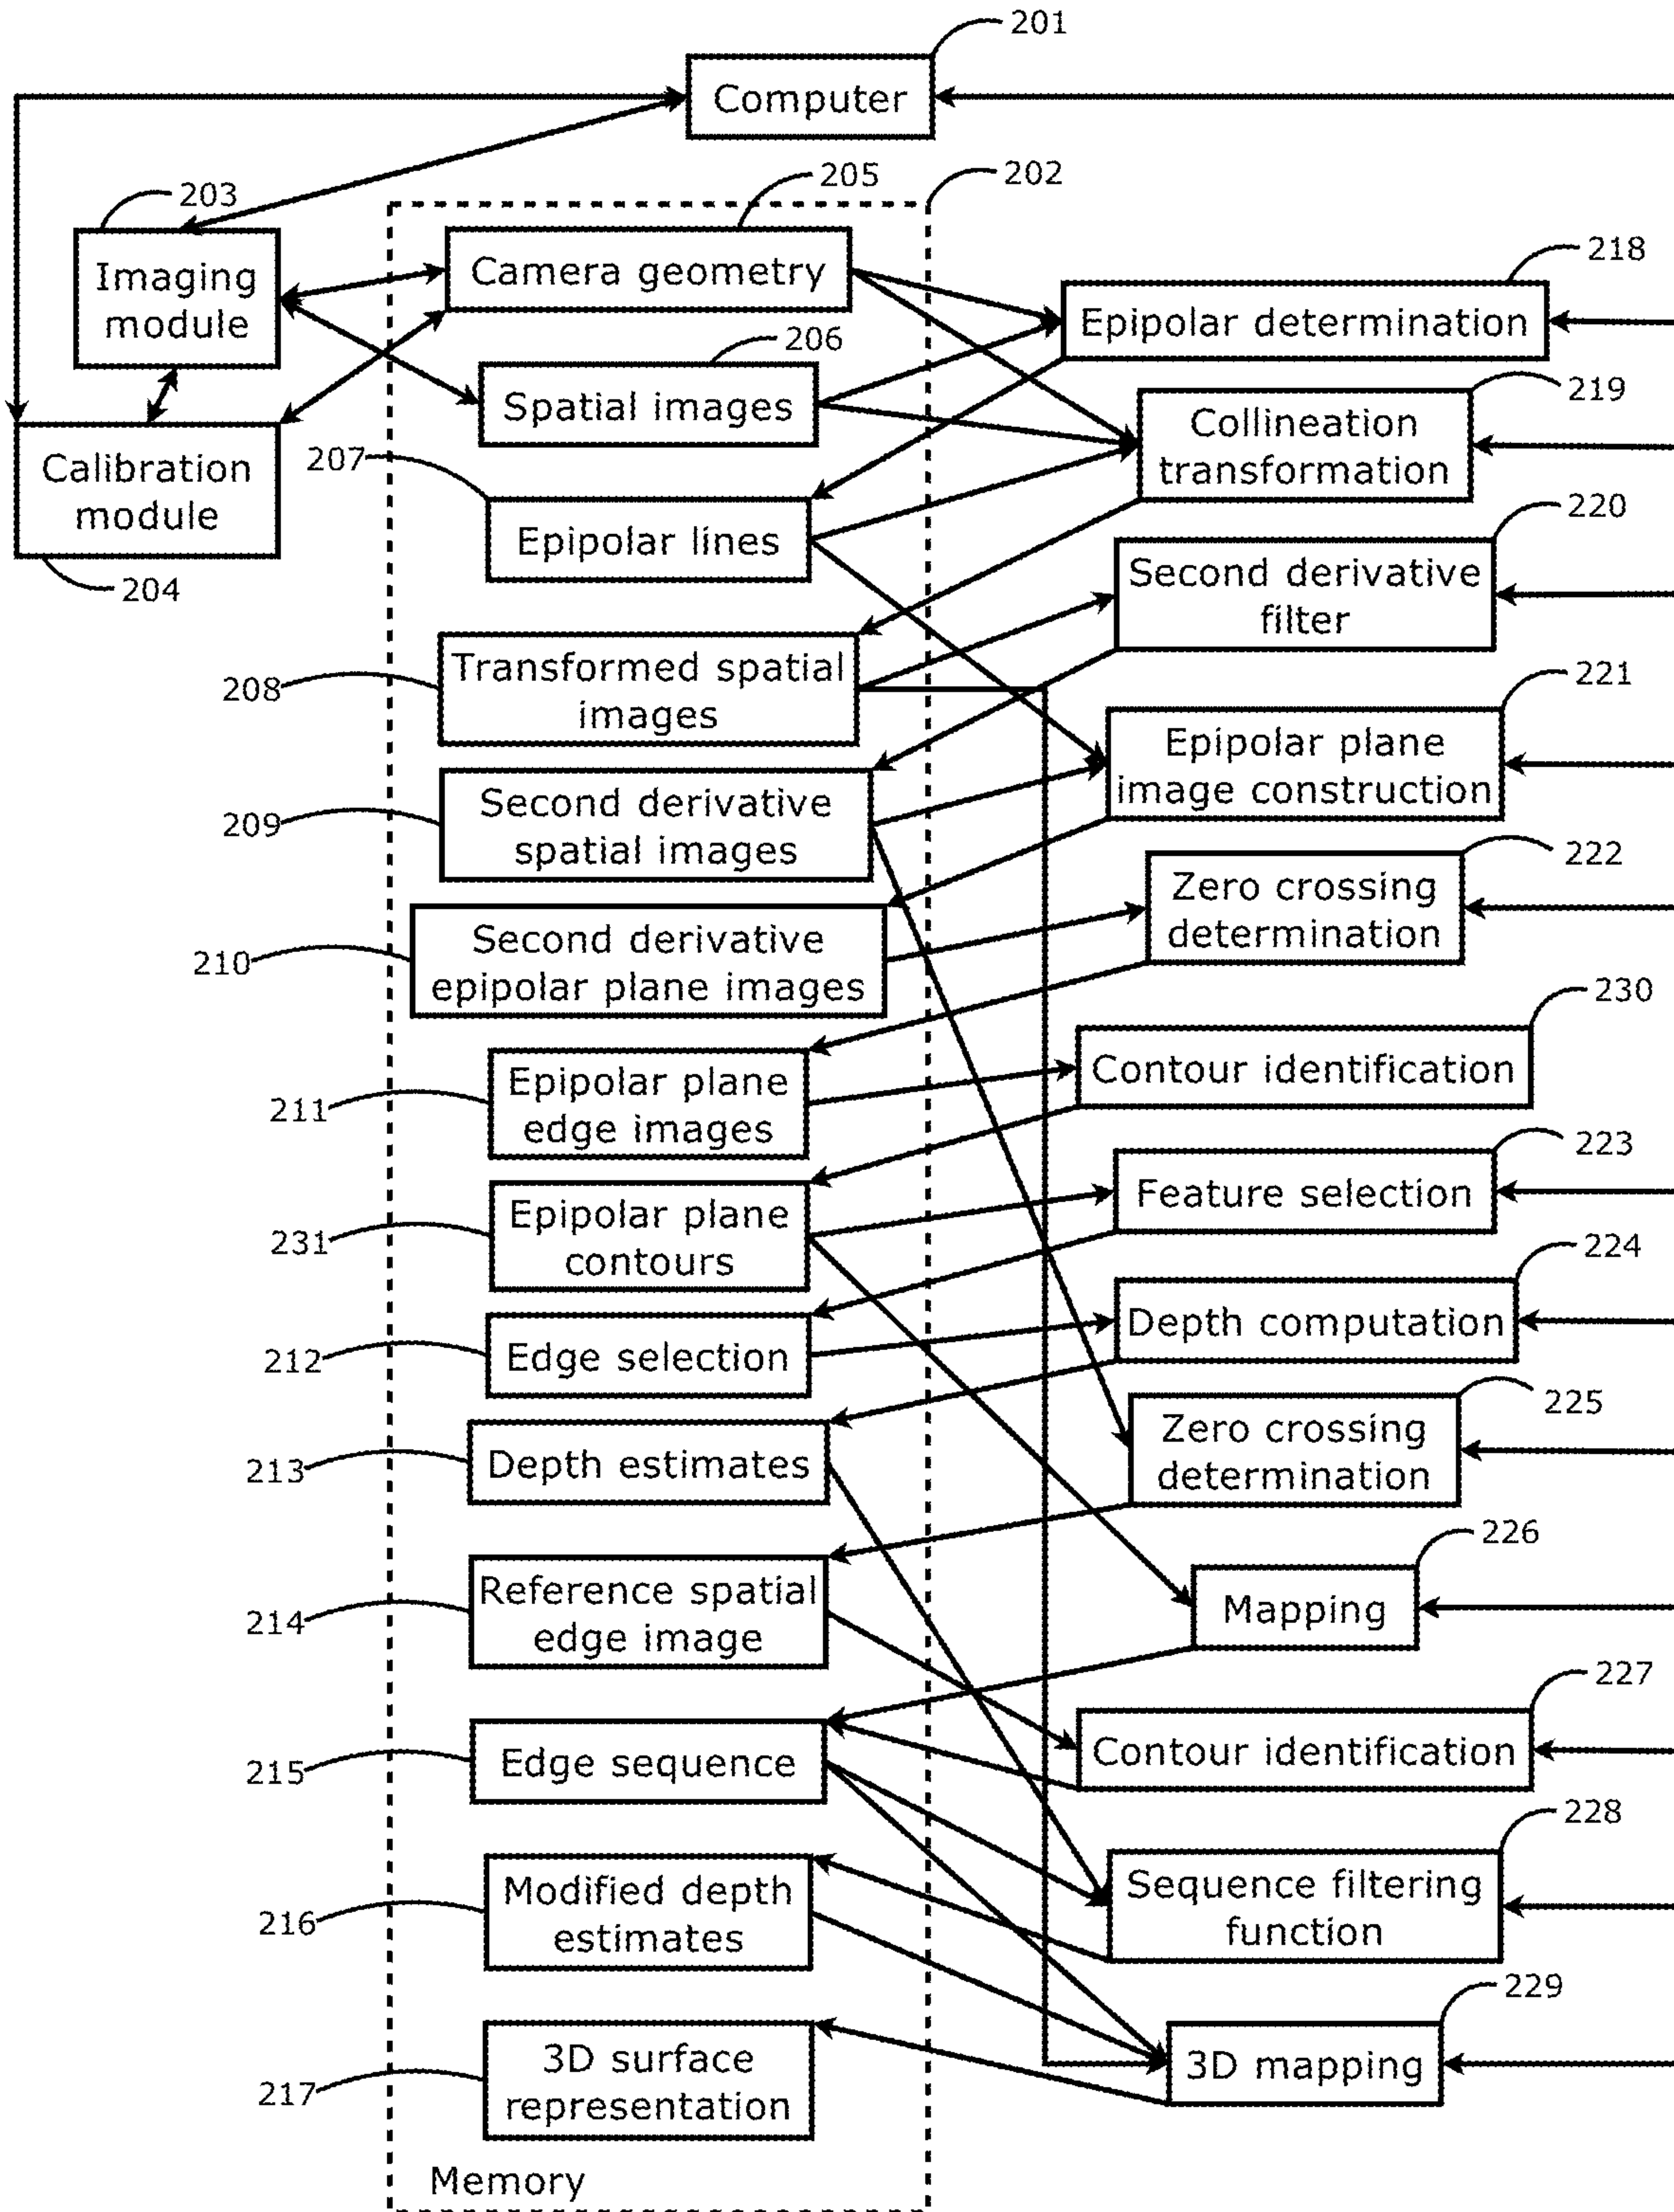 201
Computer
203
205
202
Imaging
module
Camera geometry
218
Epipolar determination
206
Spatial images
219
Collineation
transformation
Calibration
module
204
207
Epipolar lines
220
Second derivative
filter
208
Transformed spatial
images
221
Epipolar plane
image construction
209
Second derivative
spatial images
222
Zero crossing
determination
210
Second derivative
epipolar plane images
230
Contour identification
211
Epipolar plane
edge images
223
Feature selection
231
Epipolar plane
contours
224
Depth computation
212
Edge selection
225
Zero crossing
determination
213
Depth estimates
226
Mapping
214
Reference spatial
edge image
227
Contour identification
215
Edge sequence
228
Sequence filtering
function
216
Modified depth
estimates
229
3D mapping
217
3D surface
representation
Memory